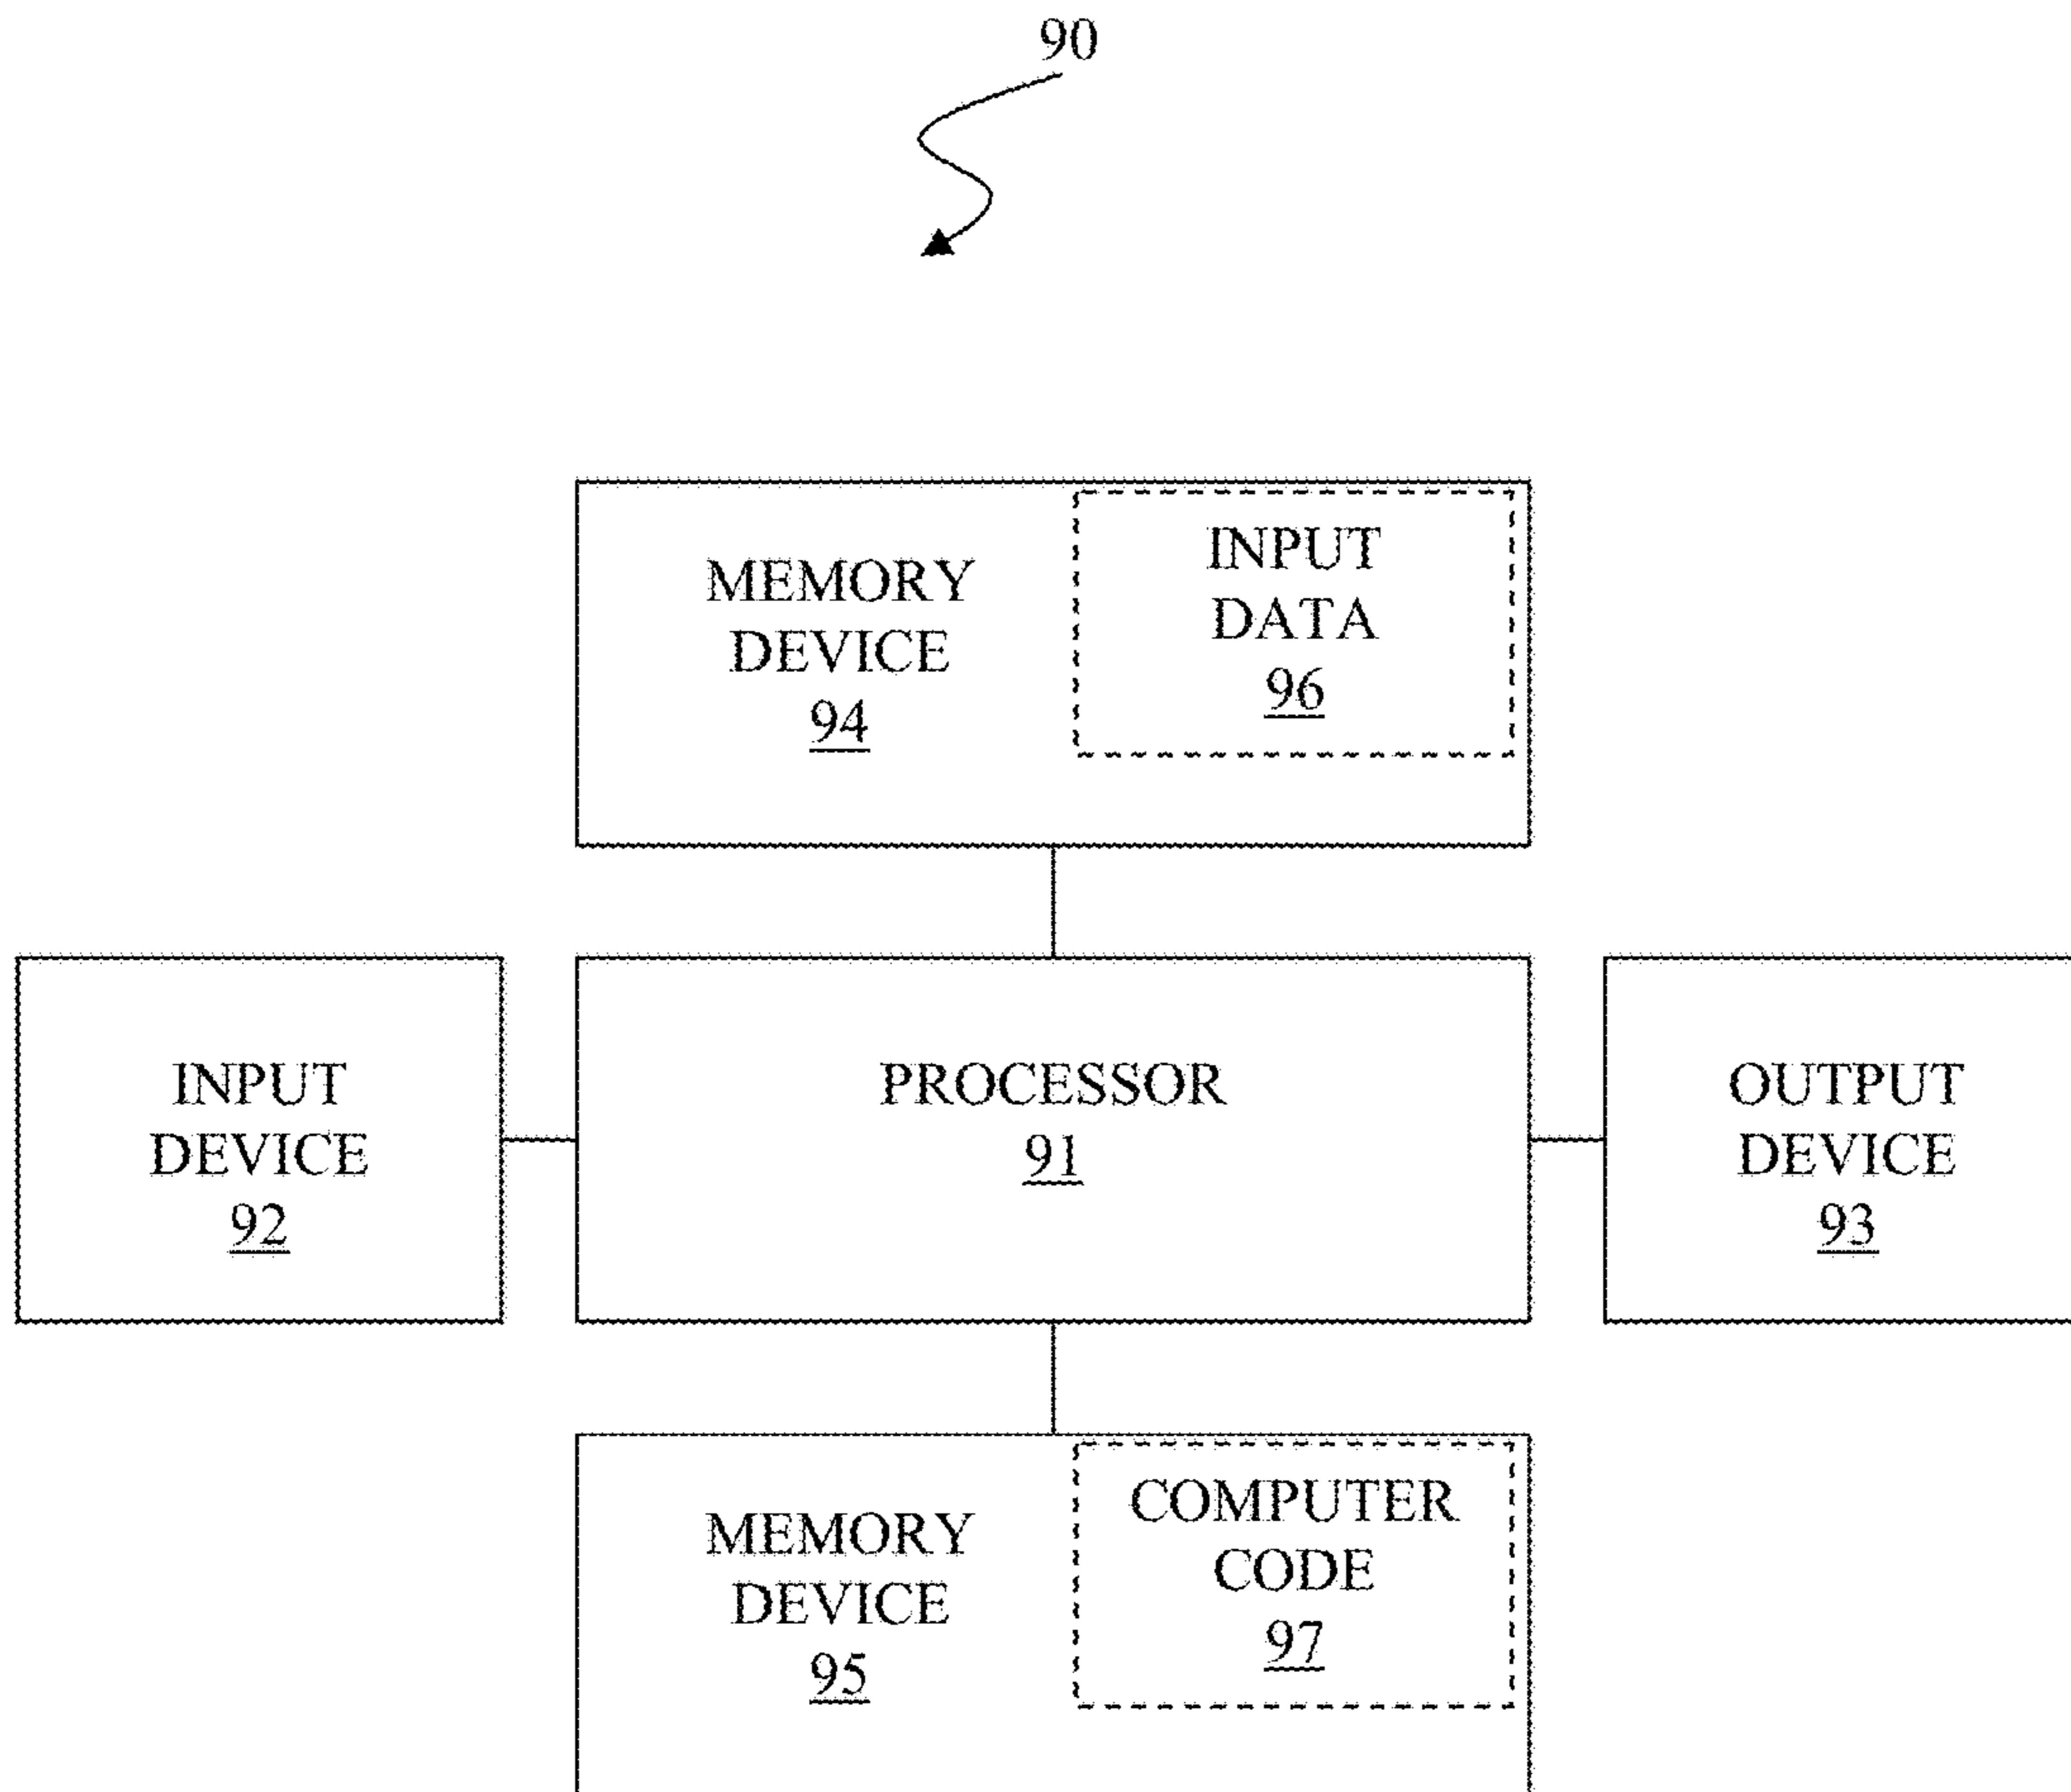 90
MEMORY
DEVICE
94
INPUT
DATA
96
INPUT
DEVICE
92
PROCESSOR
91
OUTPUT
DEVICE
93
MEMORY
DEVICE
95
COMPUTER
CODE
97